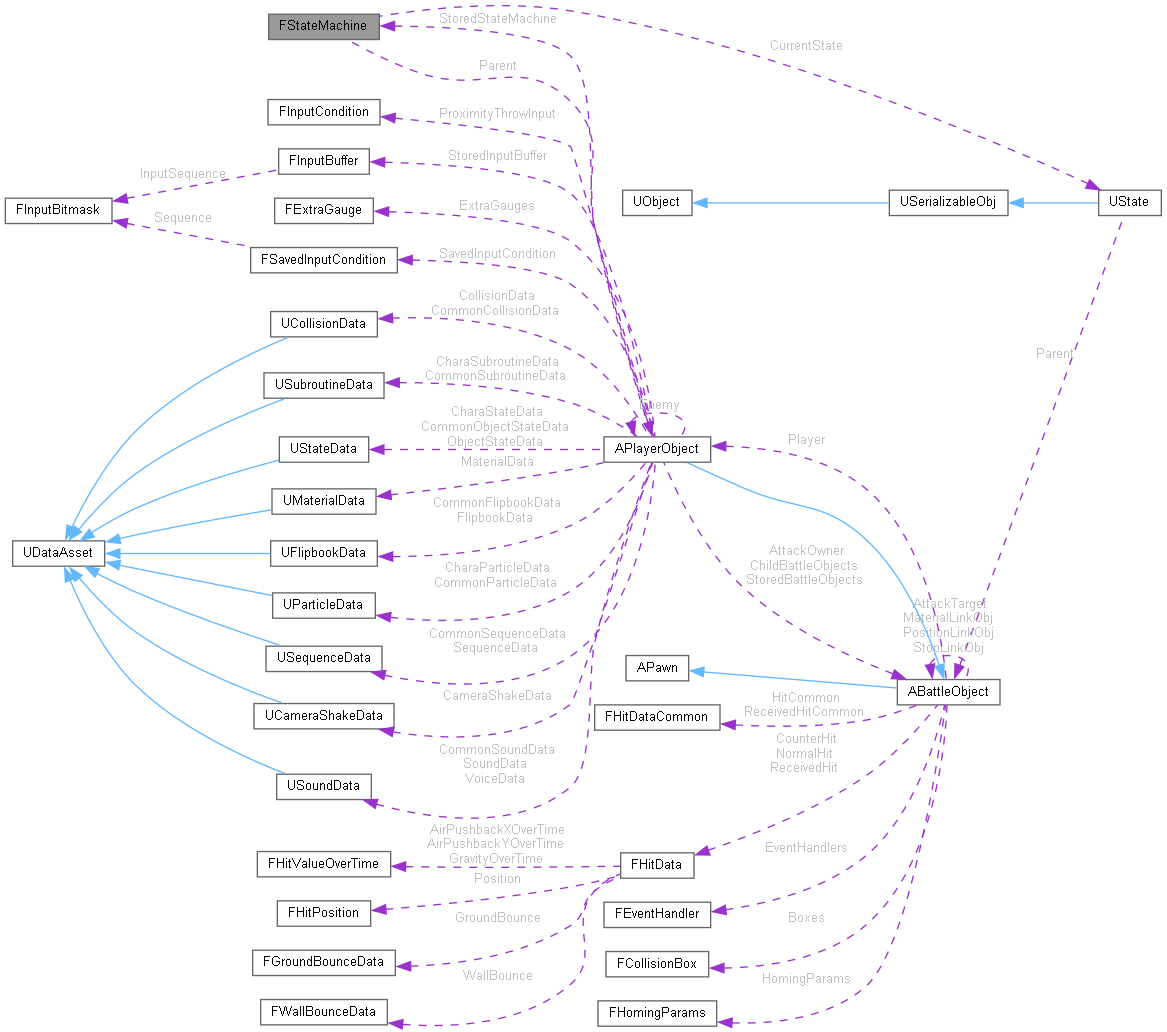 FStateMachine
StoredStateMachine
CurrentState
Parent
FInputCondition
ProximityThrowInput
FInputBuffer
StoredInputBuffer
InputSequence
FInputBitmask
FExtraGauge
ExtraGauges
UObject
USerializableObj
UState
Sequence
FSavedInputCondition
SavedInputCondition
CollisionData
CommonCollisionData
UCollisionData
Parent
CharaSubroutineData
CommonSubroutineData
USubroutineData
Enemy
CharaStateData
CommonObjectStateData
ObjectStateData
UStateData
APlayerObject
Player
MaterialData
UMaterialData
CommonFlipbookData
FlipbookData
UDataAsset
UFlipbookData
AttackOwner
ChildBattleObjects
StoredBattleObjects
CharaParticleData
CommonParticleData
UParticleData
AttackTarget
MaterialLinkObj
PositionLinkObj
StopLinkObj
CommonSequenceData
SequenceData
USequenceData
APawn
ABattleObject
CameraShakeData
UCameraShakeData
FHitDataCommon
HitCommon
ReceivedHitCommon
CounterHit
NormalHit
ReceivedHit
CommonSoundData
SoundData
VoiceData
USoundData
AirPushbackXOverTime
AirPushbackYOverTime
GravityOverTime
FHitValueOverTime
FHitData
EventHandlers
Position
FHitPosition
GroundBounce
FEventHandler
Boxes
FGroundBounceData
FCollisionBox
WallBounce
HomingParams
FWallBounceData
FHomingParams